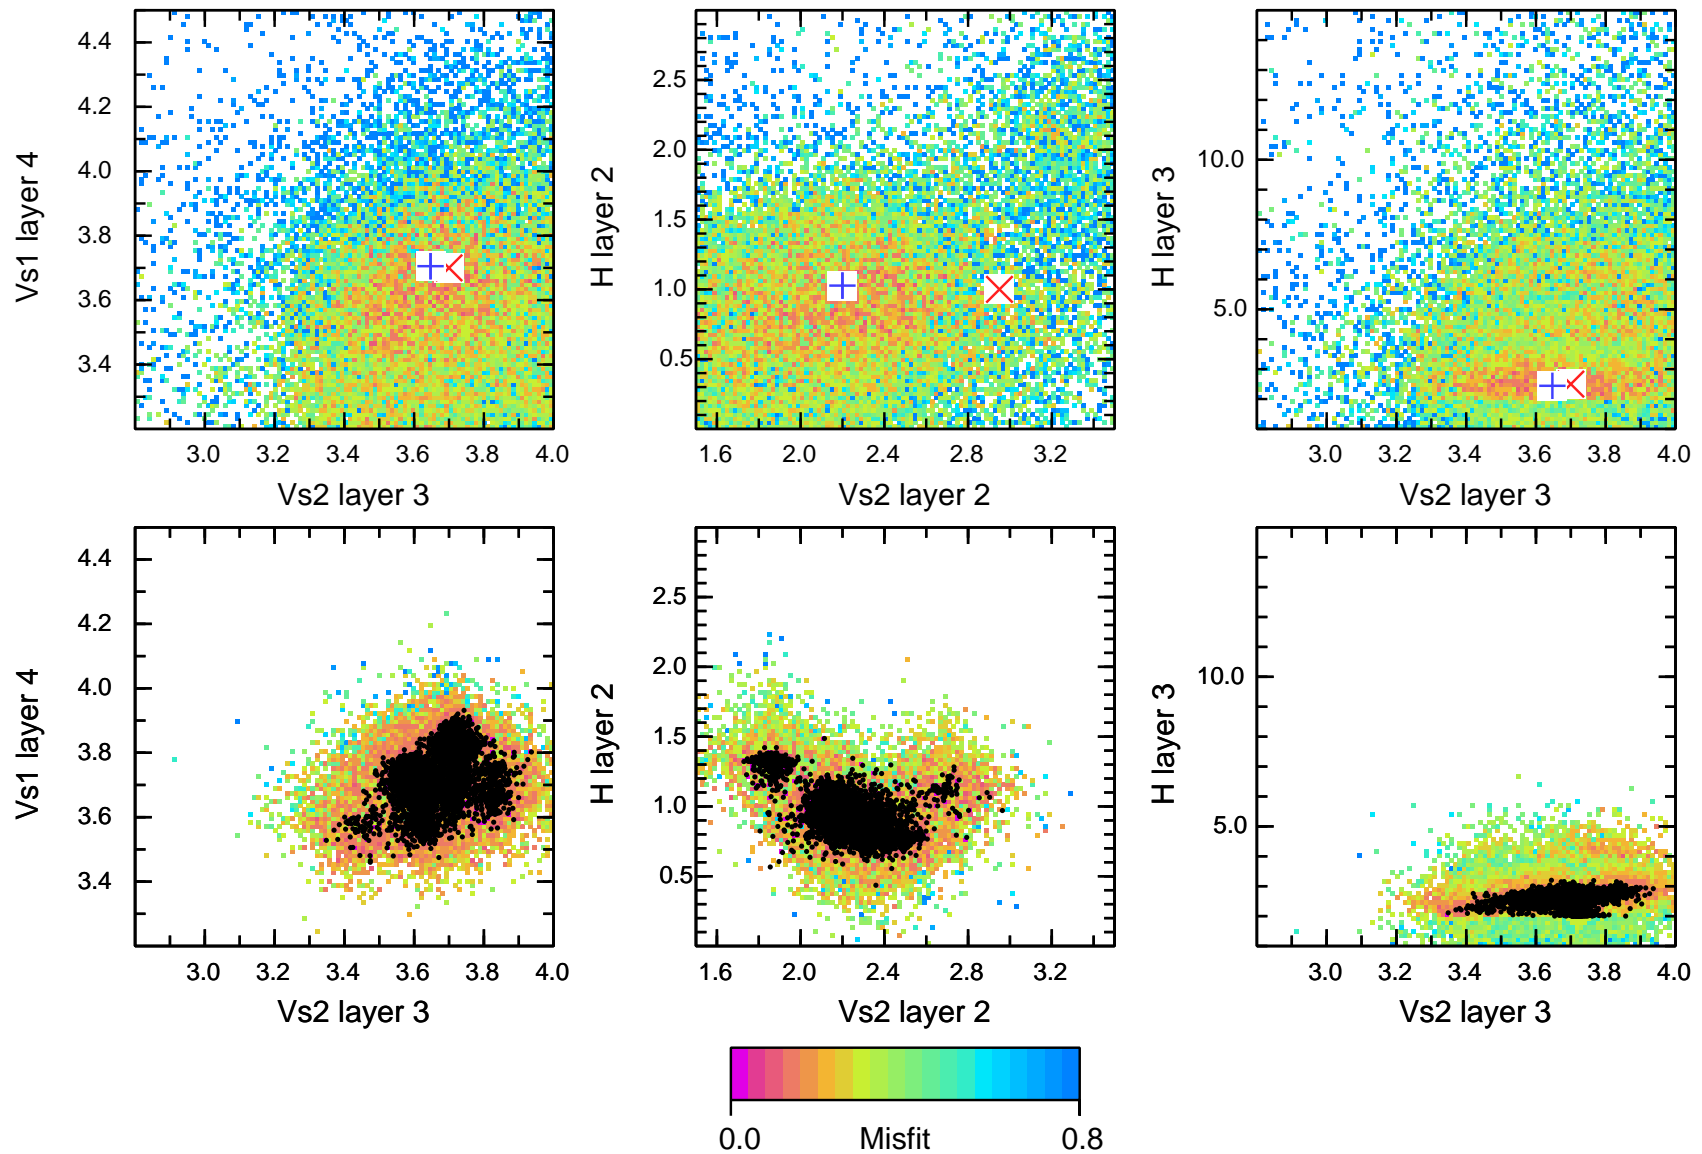 4.4
4.2
4.0
3.8
3.6
3.4
Vs1 layer 4
3.0 3.2 3.4 3.6 3.8 4.0
Vs2 layer 3
2.5
2.0
1.5
1.0
0.5
H layer 2
1.6 2.0 2.4 2.8 3.2
Vs2 layer 2
10.0
5.0
H layer 3
3.0 3.2 3.4 3.6 3.8 4.0
Vs2 layer 3
4.4
4.2
4.0
3.8
3.6
3.4
Vs1 layer 4
3.0 3.2 3.4 3.6 3.8 4.0
Vs2 layer 3
2.5
2.0
1.5
1.0
0.5
H layer 2
1.6 2.0 2.4 2.8 3.2
Vs2 layer 2
10.0
5.0
H layer 3
3.0 3.2 3.4 3.6 3.8 4.0
Vs2 layer 3
0.0 Misfit 0.8